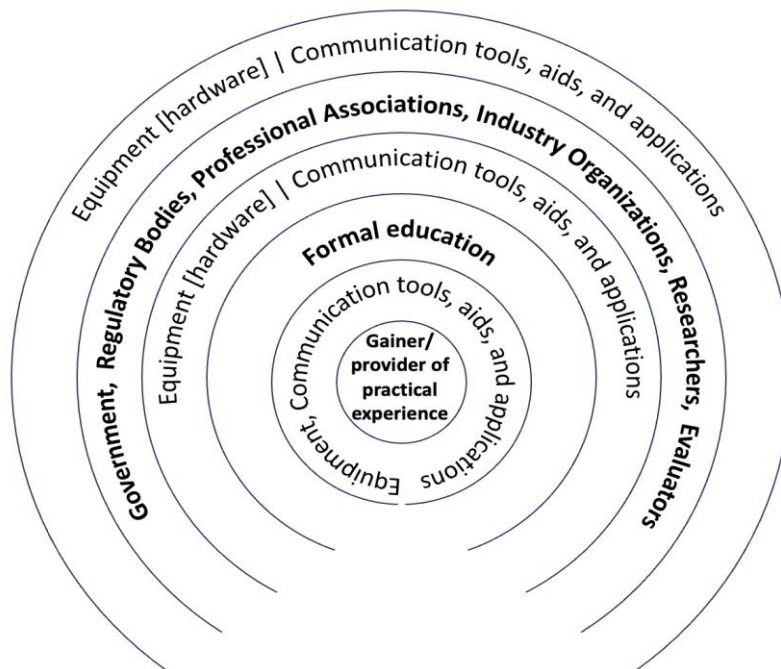 Equipment [hardware] | Communication tools, aids, and applications
Government, Regulatory Bodies, Professional Associations, Industry Organizations, Researchers, Evaluators
Equipment [hardware] | Communication tools, aids, and applications
Formal education
Equipment, Communication tools, aids, and applications
Gainer/
provider of
practical
experience